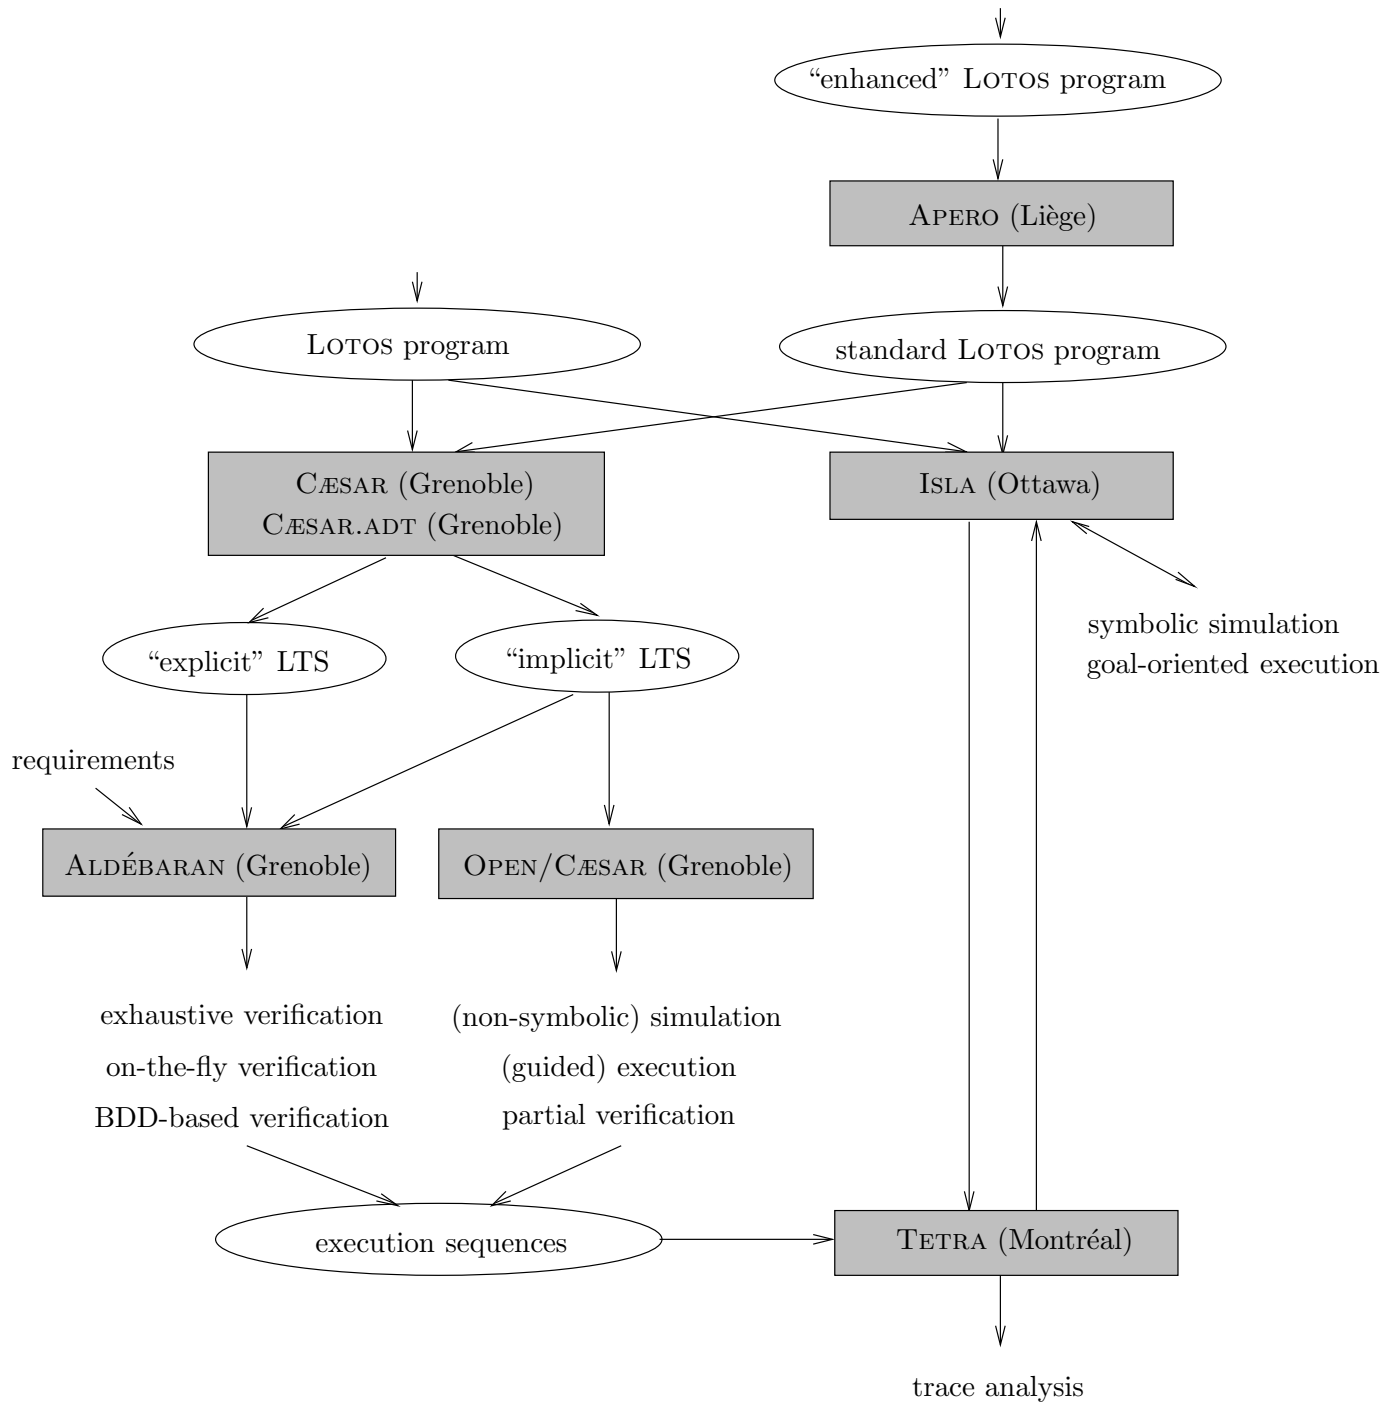 “enhanced” LOTOS program
APERO (Liège)
LOTOS program
standard LOTOS program
CÆSAR (Grenoble)
CÆSAR.ADT (Grenoble)
ISLA (Ottawa)
symbolic simulation
goal-oriented execution
“explicit” LTS
“implicit” LTS
requirements
ALDÉBARAN (Grenoble)
OPEN/CÆSAR (Grenoble)
exhaustive verification
on-the-fly verification
BDD-based verification
(non-symbolic) simulation
(guided) execution
partial verification
execution sequences
TETRA (Montréal)
trace analysis